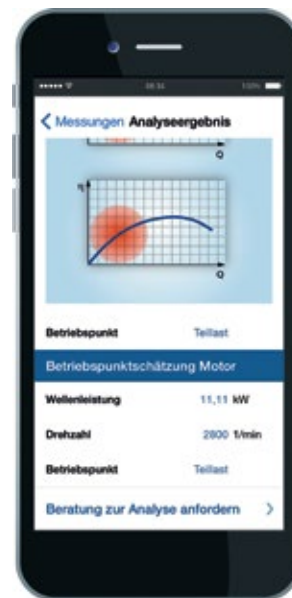 100%
Messungen Analyseergebnis
Q
η
Q
Betriebspunkt Teillast
Betriebspunktschätzung Motor
Wellenleistung 11,11 kW
Drehzahl 2800 1/min
Betriebspunkt Teillast
Beratung zur Analyse anfordern